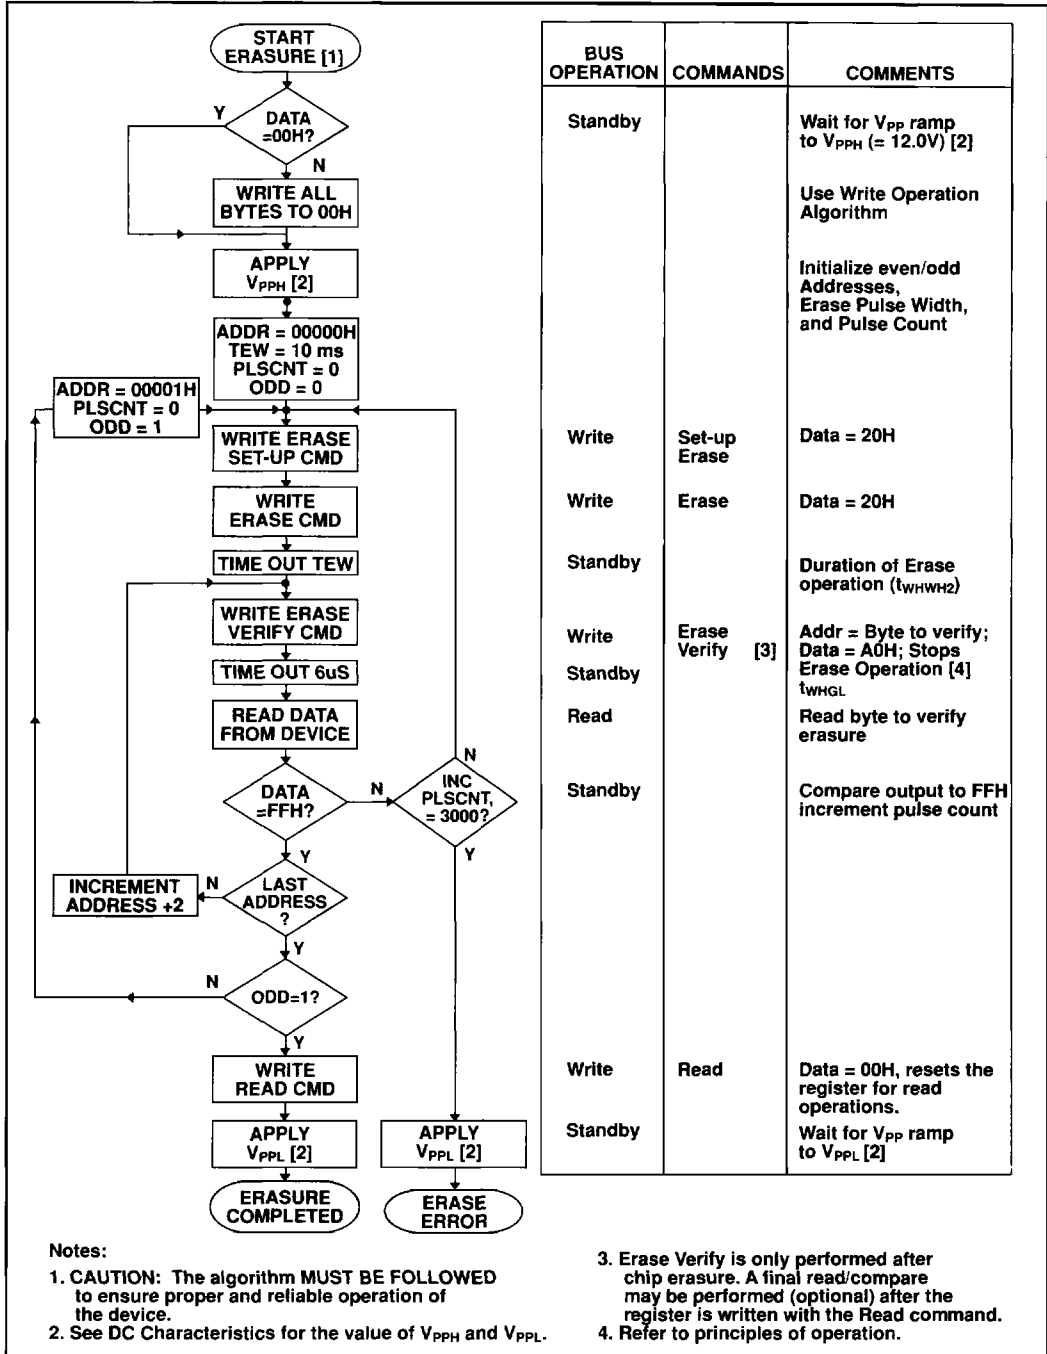 START
ERASURE [1]
Y
DATA
=00H?
N
WRITE ALL
BYTES TO 00H
APPLY
VPPH [2]
ADDR = 00000H
TEW = 10 ms
PLSCNT = 0
ODD = 0
ADDR = 00001H
PLSCNT = 0
ODD = 1
WRITE ERASE
SET-UP CMD
WRITE
ERASE CMD
TIME OUT TEW
WRITE ERASE
VERIFY CMD
TIME OUT 6uS
READ DATA
FROM DEVICE
DATA
=FFH?
N
N
INC
PLSCNT,
= 3000?
Y
Y
INCREMENT
ADDRESS +2
N
LAST
ADDRESS
?
Y
N
ODD=1?
Y
WRITE
READ CMD
APPLY
VPPL [2]
APPLY
VPPL [2]
ERASURE
COMPLETED
ERASE
ERROR
BUS
OPERATION COMMANDS COMMENTS
Standby Wait for VPP ramp
to VPPH (= 12.0V) [2]
Use Write Operation
Algorithm
Initialize even/odd
Addresses,
Erase Pulse Width,
and Pulse Count
Write Set-up Data = 20H
Erase
Write Erase Data = 20H
Standby Duration of Erase
operation (tWHWH2)
Write Erase Addr = Byte to verify;
Verify [3] Data = A0H; Stops
Standby Erase Operation [4]
tWHGL
Read Read byte to verify
erasure
Standby Compare output to FFH
increment pulse count
Write Read Data = 00H, resets the
register for read
operations.
Standby Wait for VPP ramp
to VPPL [2]
Notes:
1. CAUTION: The algorithm MUST BE FOLLOWED
to ensure proper and reliable operation of
the device.
2. See DC Characteristics for the value of VPPH and VPPL.
3. Erase Verify is only performed after
chip erasure. A final read/compare
may be performed (optional) after the
register is written with the Read command.
4. Refer to principles of operation.